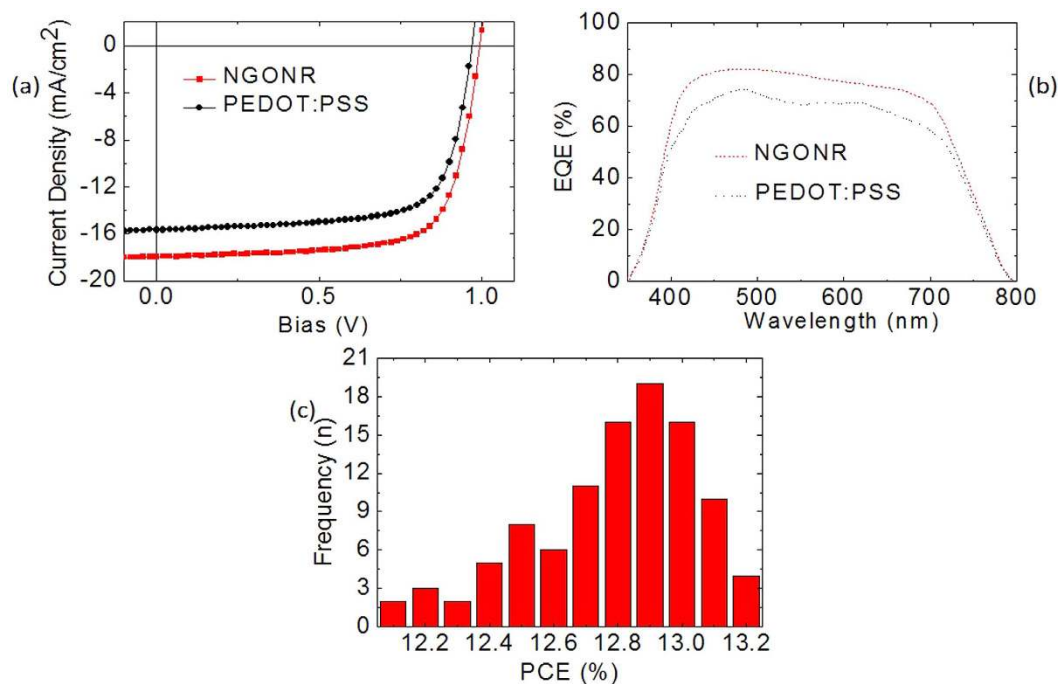 (a)
Current Density (mA/cm²)
0
-4
-8
-12
-16
-20
NGONR
PEDOT:PSS
0.0
0.5
1.0
Bias (V)
(b)
EQE (%)
100
80
60
40
20
0
NGONR
PEDOT:PSS
400
500
600
700
800
Wavelength (nm)
(c)
Frequency (n)
21
18
15
12
9
6
3
0
12.2
12.4
12.6
12.8
13.0
13.2
PCE (%)